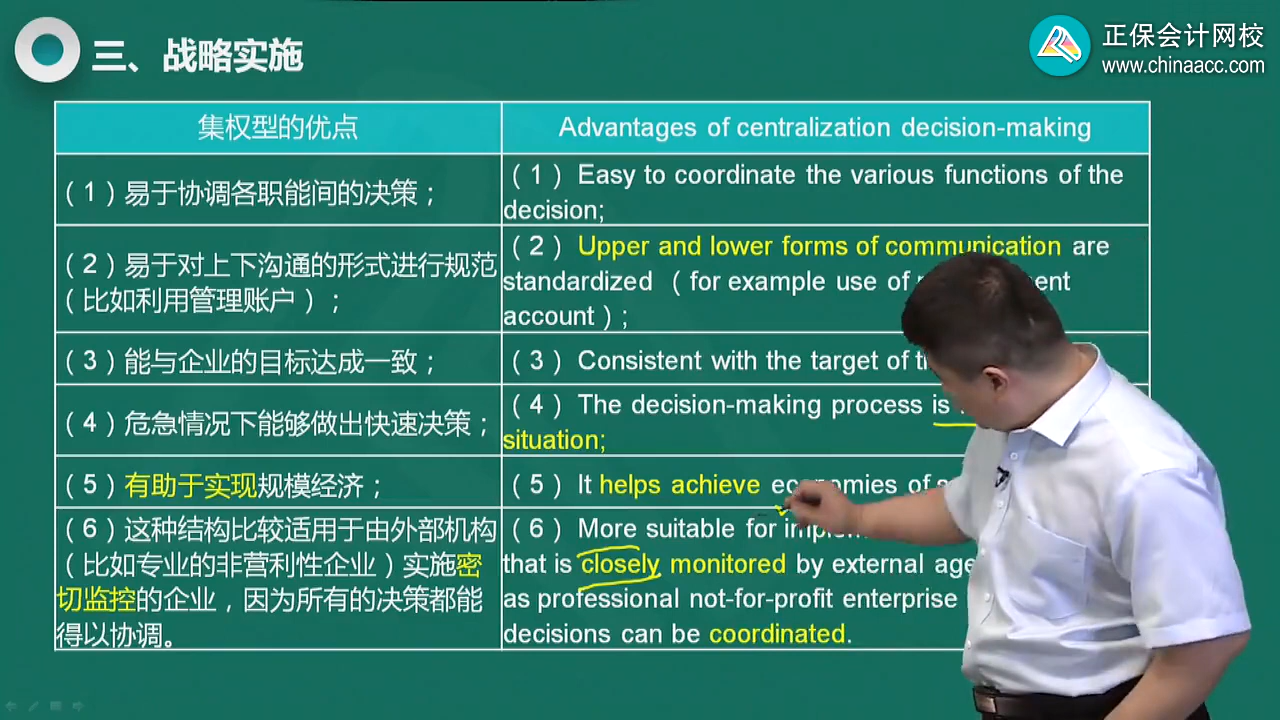 三、战略实施
正保会计网校
www.chinaacc.com
集权型的优点
Advantages of centralization decision-making
（1）易于协调各职能间的决策；
（1） Easy to coordinate the various functions of the
decision;
（2）易于对上下沟通的形式进行规范
（比如利用管理账户）；
（2） Upper and lower forms of communication are
standardized （for example use of
account）;
（3）能与企业的目标达成一致；
（3） Consistent with the target of
（4）危急情况下能够做出快速决策；
（4） The decision-making process is
situation;
（5）有助于实现规模经济；
（5） It helps achieve economies of
（6）这种结构比较适用于由外部机构
（比如专业的非营利性企业）实施密
切监控的企业，因为所有的决策都能
得以协调。
（6） More suitable for
that is closely monitored by external
as professional not-for-profit enterprise
decisions can be coordinated.